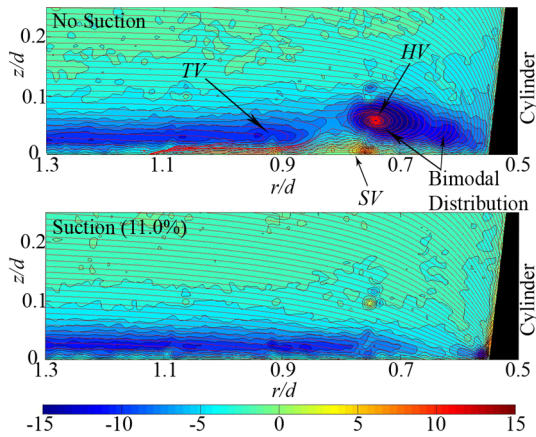 No Suction
z/d
0.2
0.1
0
TV
HV
Cylinder
1.3
1.1
0.9
0.7
0.5
r/d
SV
Bimodal
Distribution
Suction (11.0%)
z/d
0.2
0.1
0
Cylinder
1.3
1.1
0.9
0.7
0.5
r/d
-15
-10
-5
0
5
10
15